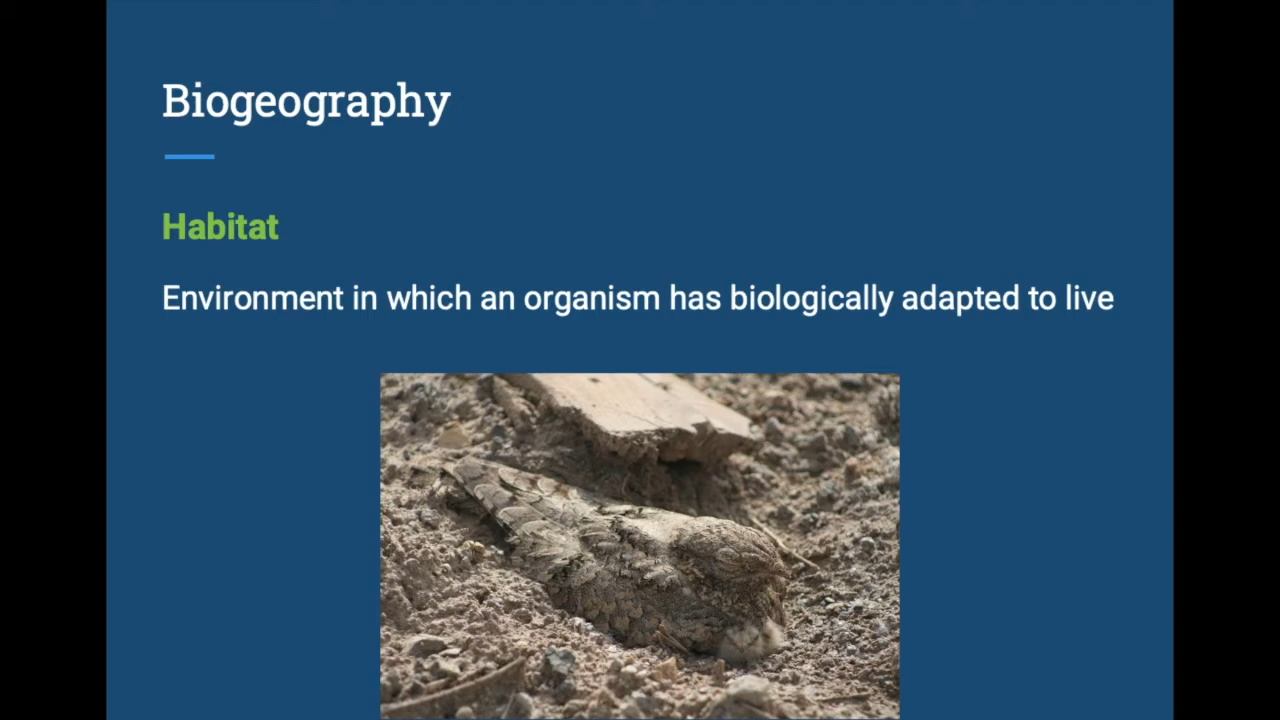 Biogeography
Habitat
Environment in which an organism has biologically adapted to live